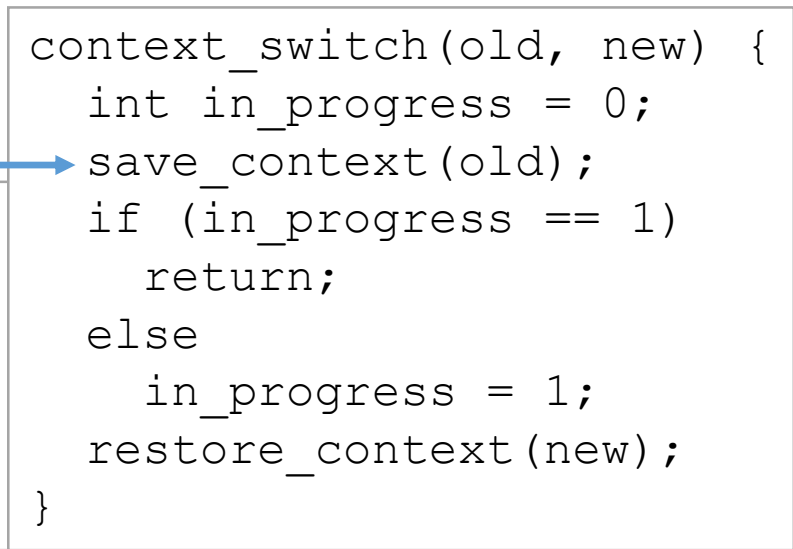 context_switch(old, new) {
  int in_progress = 0;
  save_context(old);
  if (in_progress == 1)
    return;
  else
    in_progress = 1;
  restore_context(new);
}